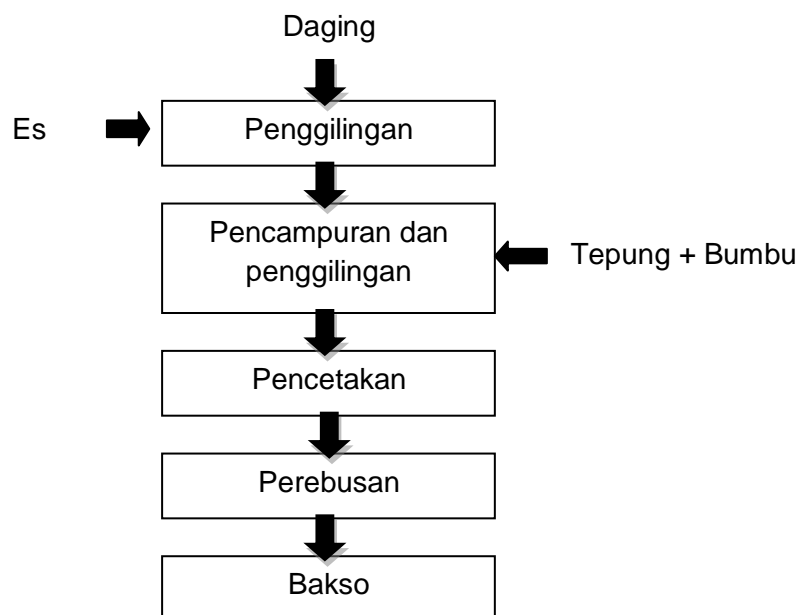 Daging
Es
Penggilingan
Pencampuran dan
penggilingan
Tepung + Bumbu
Pencetakan
Perebusan
Bakso